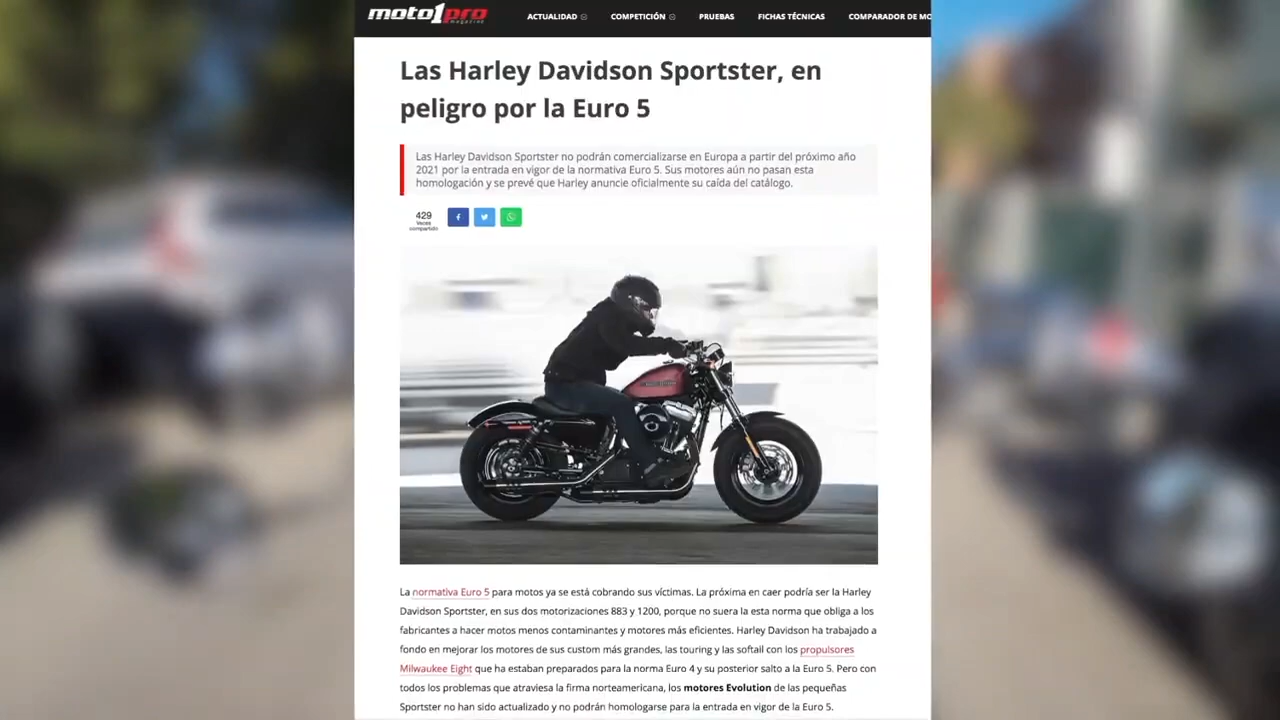 moto1pro
magazine
ACTUALIDAD COMPETICIÓN PRUEBAS FICHAS TÉCNICAS COMPARADOR DE MO
Las Harley Davidson Sportster, en
peligro por la Euro 5
Las Harley Davidson Sportster no podrán comercializarse en Europa a partir del próximo año
2021 por la entrada en vigor de la normativa Euro 5. Sus motores aún no pasan esta
homologación y se prevé que Harley anuncie oficialmente su caída del catálogo.
429
Veces
compartido
La normativa Euro 5 para motos ya se está cobrando sus víctimas. La próxima en caer podría ser la Harley
Davidson Sportster, en sus dos motorizaciones 883 y 1200, porque no suera la esta norma que obliga a los
fabricantes a hacer motos menos contaminantes y motores más eficientes. Harley Davidson ha trabajado a
fondo en mejorar los motores de sus custom más grandes, las touring y las softail con los propulsores
Milwaukee Eight que ha estaban preparados para la norma Euro 4 y su posterior salto a la Euro 5. Pero con
todos los problemas que atraviesa la firma norteamericana, los motores Evolution de las pequeñas
Sportster no han sido actualizado y no podrán homologarse para la entrada en vigor de la Euro 5.